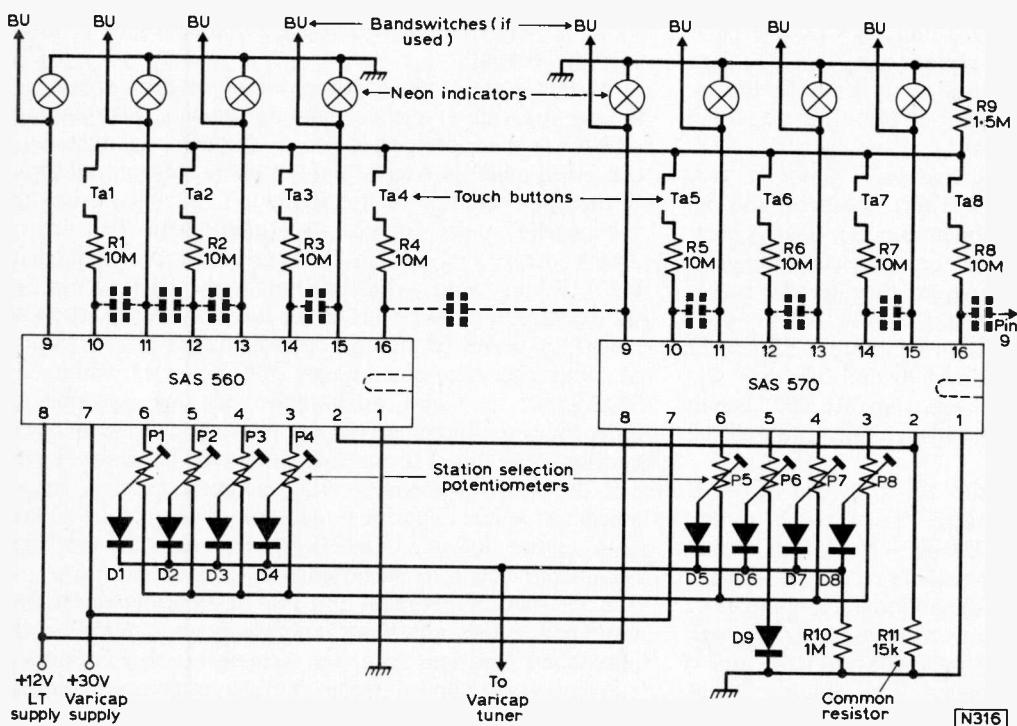 BU BU BU BU Bandswitches (if used) BU BU BU BU
Neon indicators
R9 1·5M
Ta1 Ta2 Ta3 Ta4 Touch buttons Ta5 Ta6 Ta7 Ta8
R1 10M R2 10M R3 10M R4 10M R5 10M R6 10M R7 10M R8 10M
Pin 9
9 10 11 12 13 14 15 16 9 10 11 12 13 14 15 16
SAS 560 SAS 570
8 7 6 5 4 3 2 1 8 7 6 5 4 3 2 1
P1 P2 P3 P4 Station selection potentiometers P5 P6 P7 P8
D1 D2 D3 D4 D5 D6 D7 D8
D9 R10 1M R11 15k
+12V LT supply +30V Varicap supply To Varicap tuner Common resistor
N316